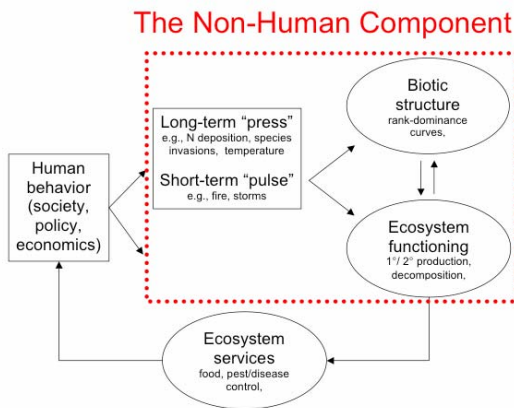 The Non-Human Component
Biotic
structure
rank-dominance
curves,
Long-term “press”
e.g., N deposition, species
invasions, temperature
Short-term “pulse”
e.g., fire, storms
Human
behavior
(society,
policy,
economics)
Ecosystem
functioning
1°/ 2° production,
decomposition,
Ecosystem
services
food, pest/disease
control,